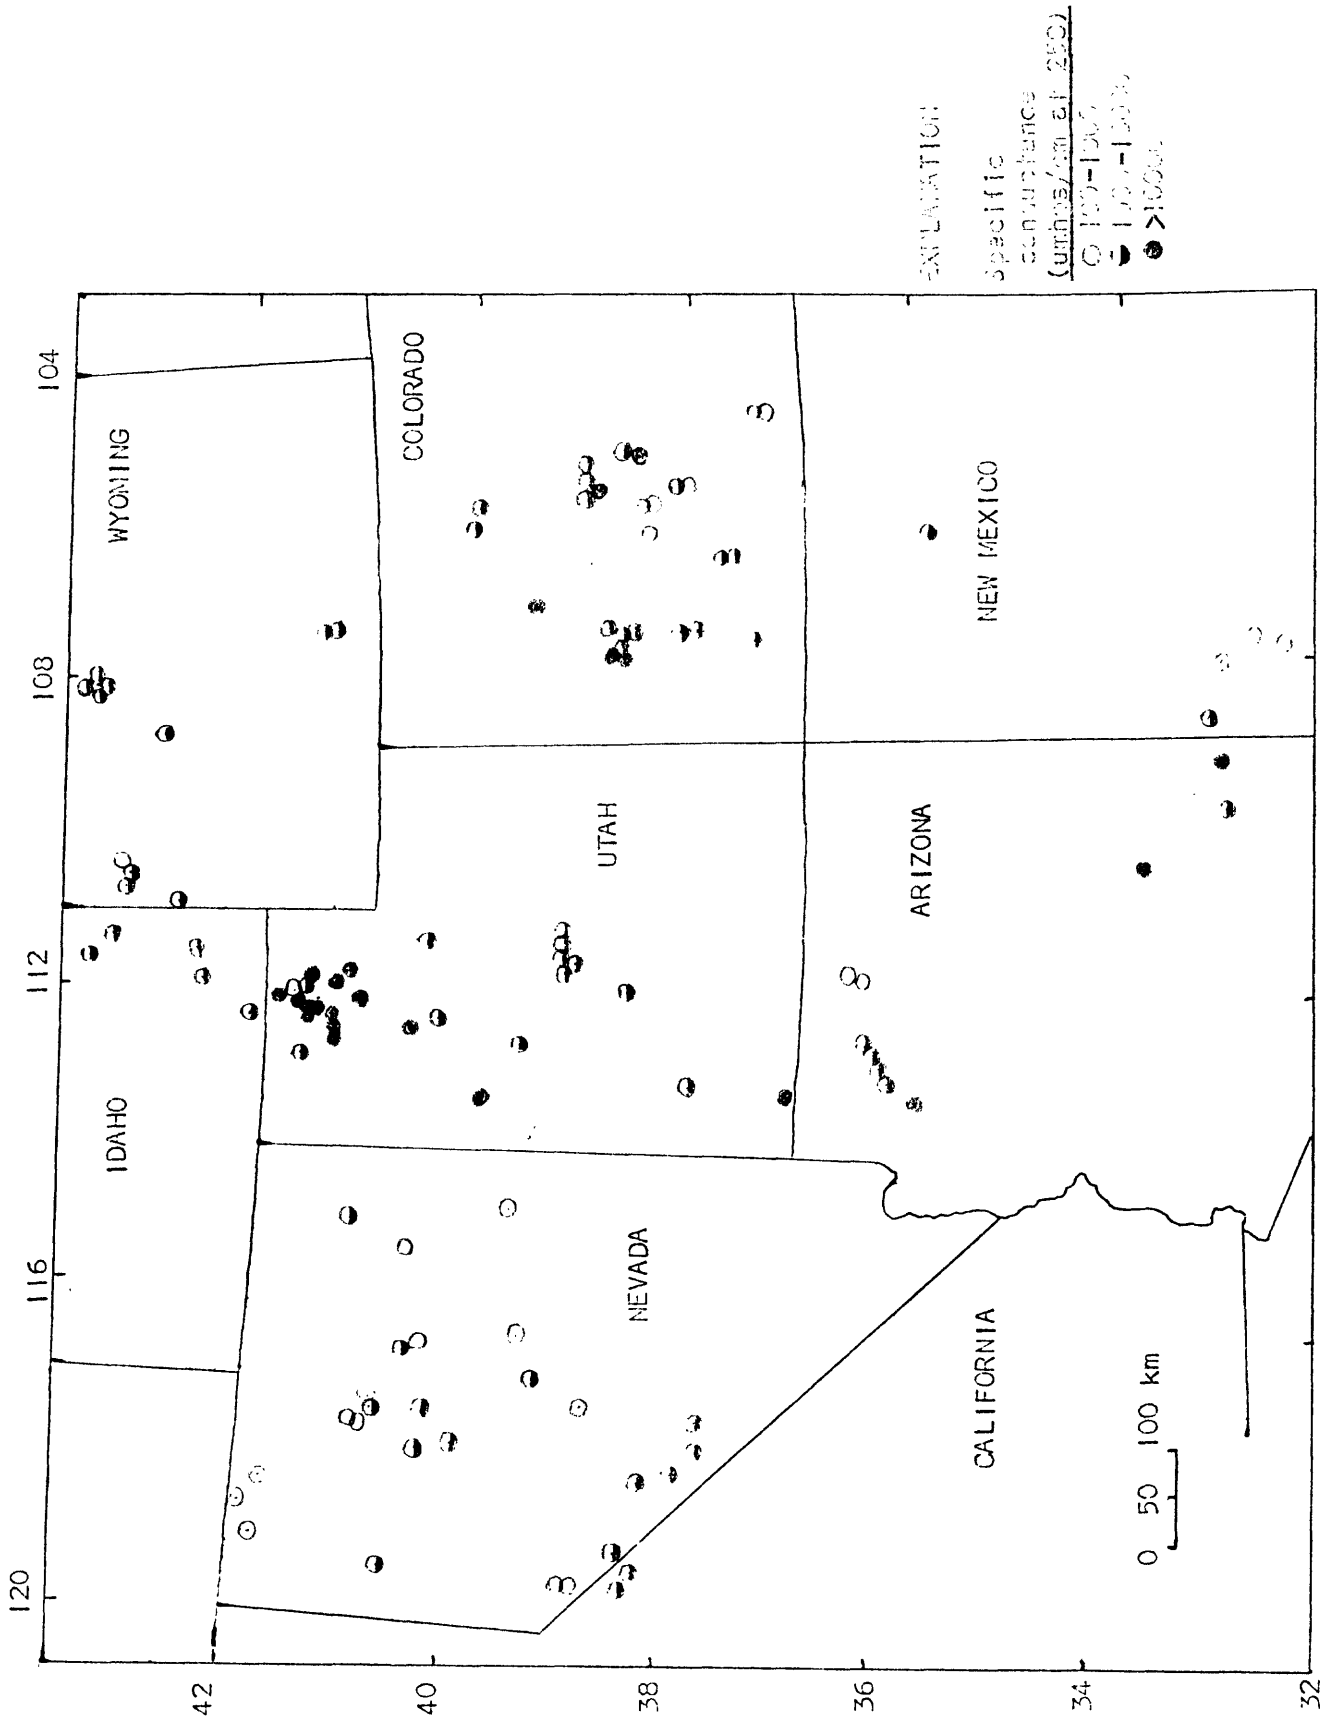 120
116
112
108
104
42
40
38
36
34
32
IDAHO
WYOMING
NEVADA
UTAH
COLORADO
CALIFORNIA
ARIZONA
NEW MEXICO
0 50 100 km
EXPLANATION
Specific
conductance
(umhos/cm at 25C)
>10000